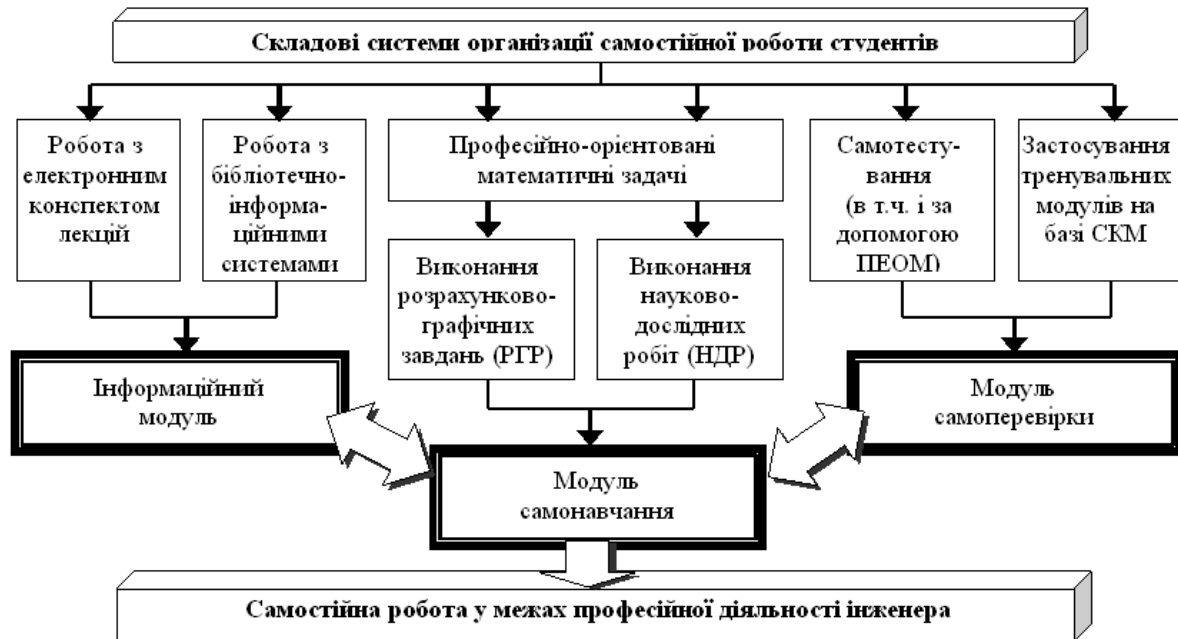 Складові системи організації самостійної роботи студентів
Робота з
електронним
конспектом
лекцій
Робота з
бібліотечно-
інформа-
ційними
системами
Професійно-орієнтовані
математичні задачі
Самотесту-
вання
(в т.ч. і за
допомогою
ПЕОМ)
Застосування
тренувальних
модулів на
базі СКМ
Виконання
розрахунково-
графічних
завдань (РГР)
Виконання
науково-
дослідних
робіт (НДР)
Інформаційний
модуль
Модуль
самоперевірки
Модуль
самонавчання
Самостійна робота у межах професійної діяльності інженера